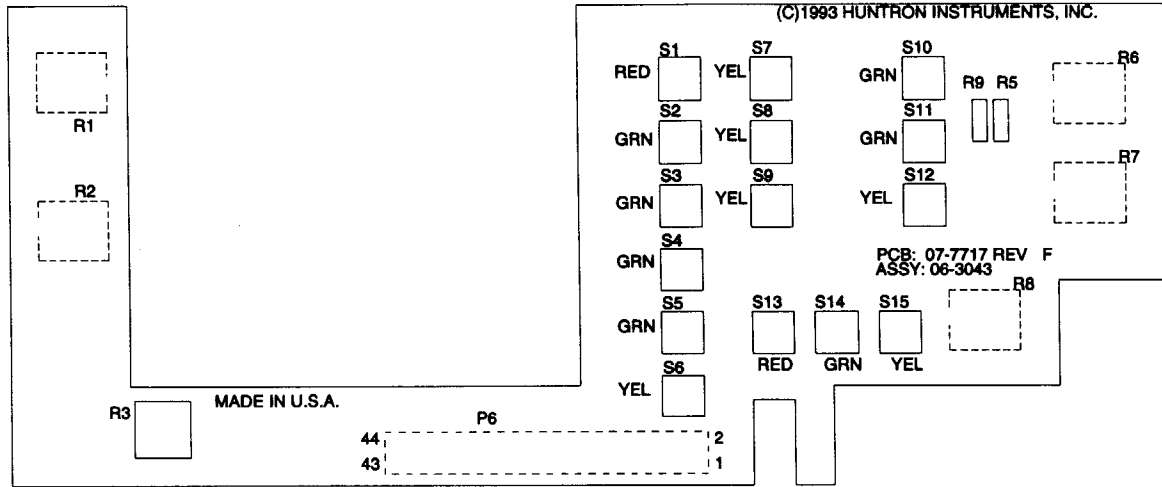 (C)1993 HUNTRON INSTRUMENTS, INC.
S1 S7 S10
RED YEL GRN
R6
R9 R5
R1
S2 S8 S11
GRN YEL GRN
R7
R2
S3 S9 S12
GRN YEL YEL
S4
GRN
PCB: 07-7717 REV F
ASSY: 06-3043
R8
S5 S13 S14 S15
GRN
RED GRN YEL
S6
YEL
MADE IN U.S.A.
R3
P6
44 2
43 1